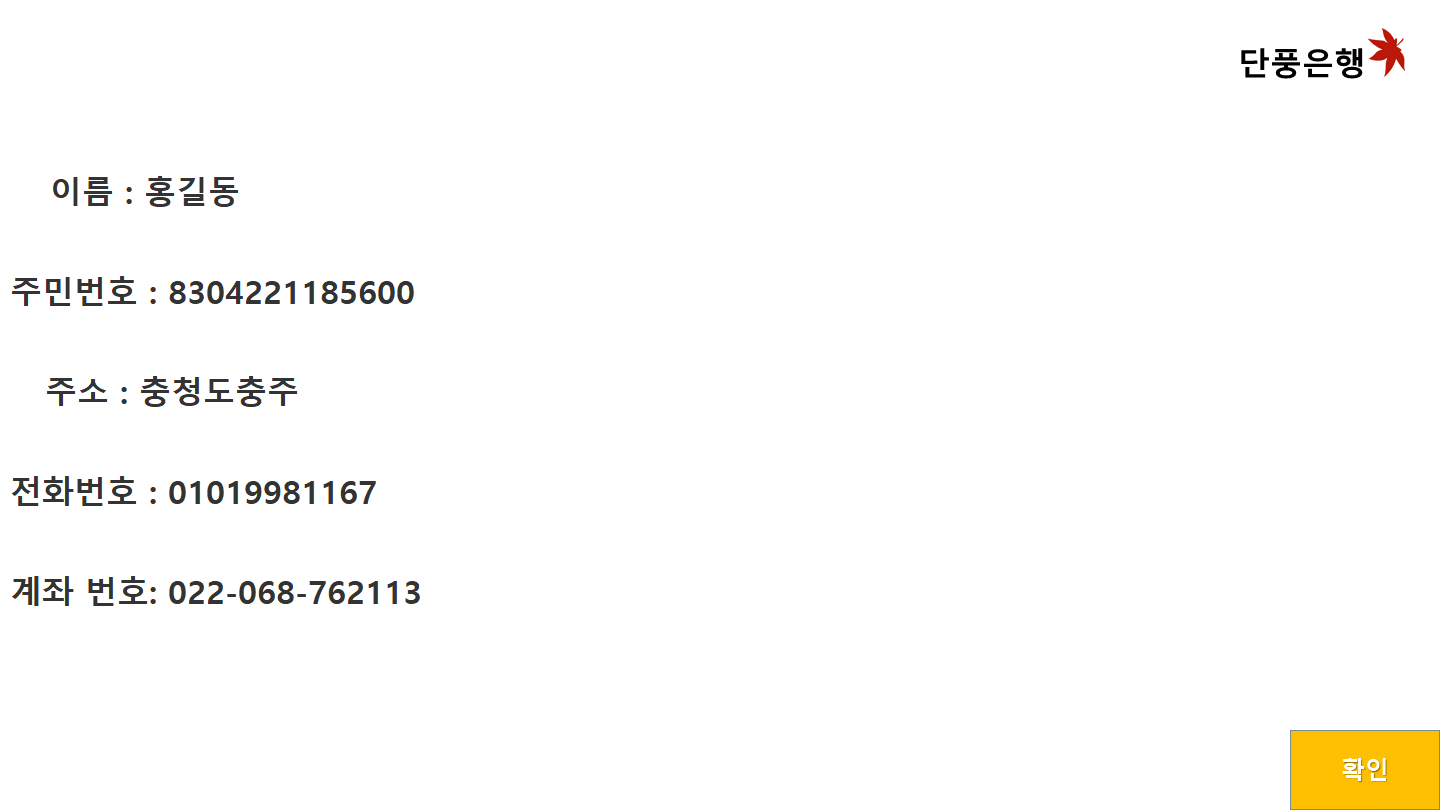 단풍은행
이름 : 홍길동
주민번호 : 8304221185600
주소 : 충청도충주
전화번호 : 01019981167
계좌 번호: 022-068-762113
확인